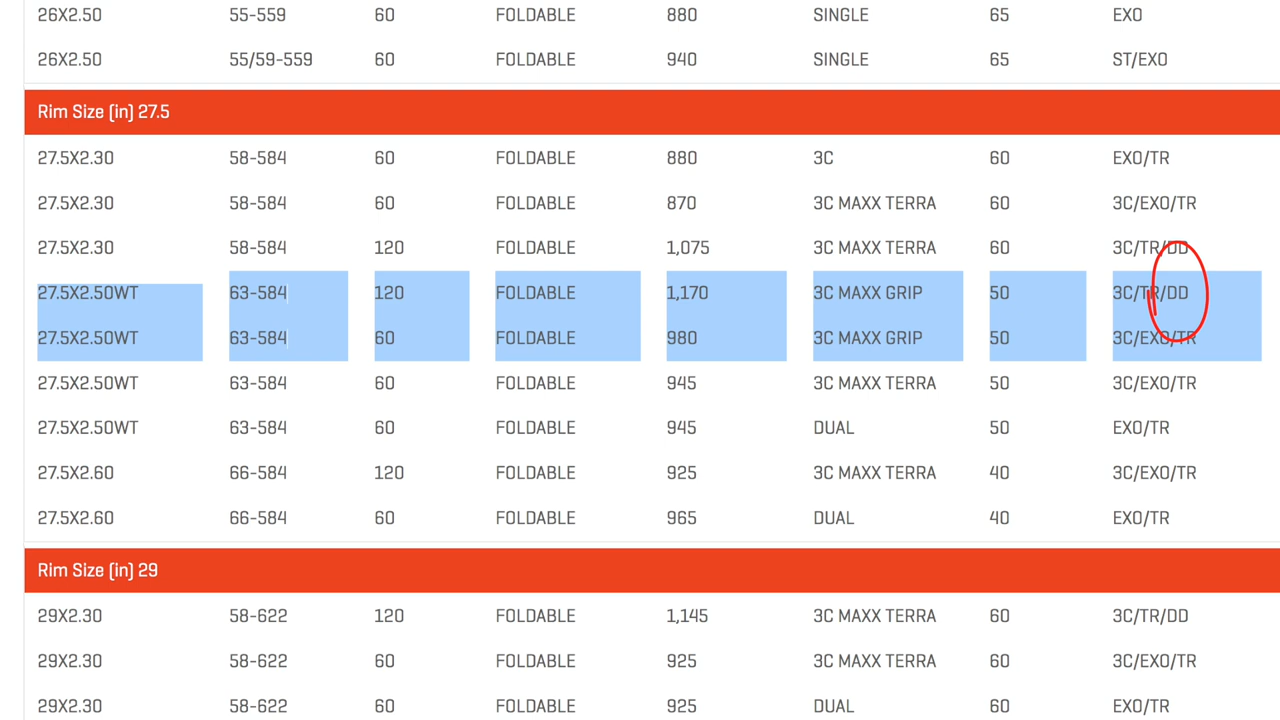 26X2.50 55-559 60 FOLDABLE 880 SINGLE 65 EXO
26X2.50 55/59-559 60 FOLDABLE 940 SINGLE 65 ST/EXO
Rim Size (in) 27.5
27.5X2.30 58-584 60 FOLDABLE 880 3C 60 EXO/TR
27.5X2.30 58-584 60 FOLDABLE 870 3C MAXX TERRA 60 3C/EXO/TR
27.5X2.30 58-584 120 FOLDABLE 1,075 3C MAXX TERRA 60 3C/TR/DD
27.5X2.50WT 63-584 120 FOLDABLE 1,170 3C MAXX GRIP 50 3C/TR/DD
27.5X2.50WT 63-584 60 FOLDABLE 980 3C MAXX GRIP 50 3C/EXO/TR
27.5X2.50WT 63-584 60 FOLDABLE 945 3C MAXX TERRA 50 3C/EXO/TR
27.5X2.50WT 63-584 60 FOLDABLE 945 DUAL 50 EXO/TR
27.5X2.60 66-584 120 FOLDABLE 925 3C MAXX TERRA 40 3C/EXO/TR
27.5X2.60 66-584 60 FOLDABLE 965 DUAL 40 EXO/TR
Rim Size (in) 29
29X2.30 58-622 120 FOLDABLE 1,145 3C MAXX TERRA 60 3C/TR/DD
29X2.30 58-622 60 FOLDABLE 925 3C MAXX TERRA 60 3C/EXO/TR
29X2.30 58-622 60 FOLDABLE 925 DUAL 60 EXO/TR